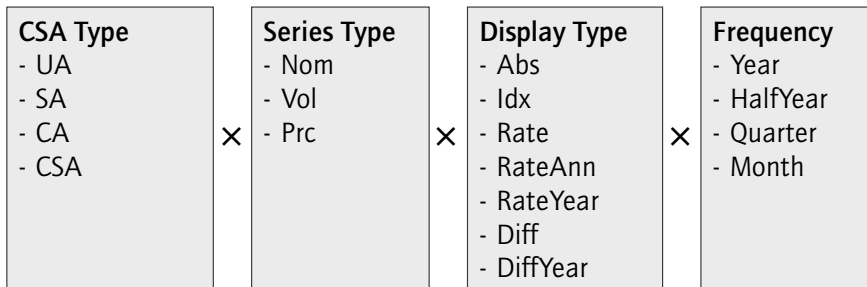 CSA Type
- UA
- SA
- CA
- CSA
×
Series Type
- Nom
- Vol
- Prc
×
Display Type
- Abs
- Idx
- Rate
- RateAnn
- RateYear
- Diff
- DiffYear
×
Frequency
- Year
- HalfYear
- Quarter
- Month